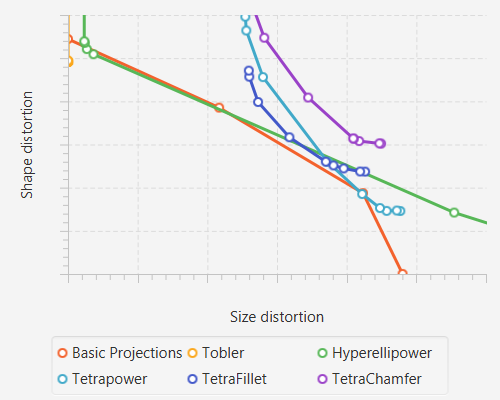 Shape distortion
Size distortion
Basic Projections
Tobler
Hyperellipower
Tetrapower
TetraFillet
TetraChamfer